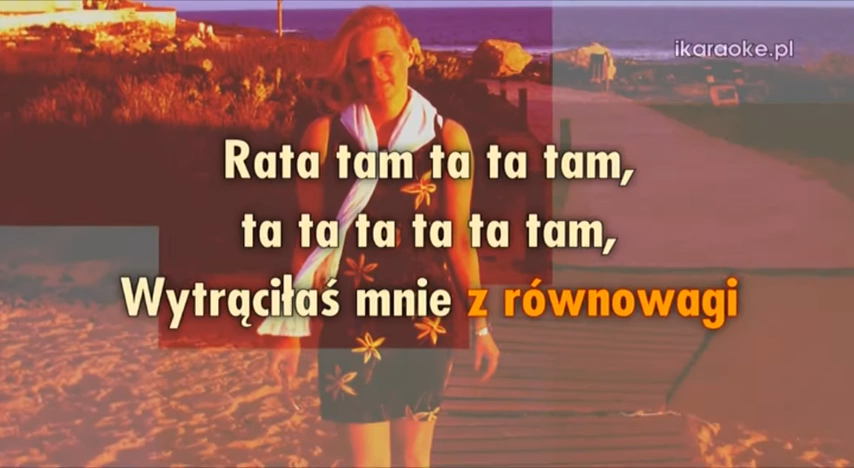 ikaraoke.pl
Rata tam ta ta tam,
ta ta ta ta ta tam,
Wytrąciłaś mnie z równowagi